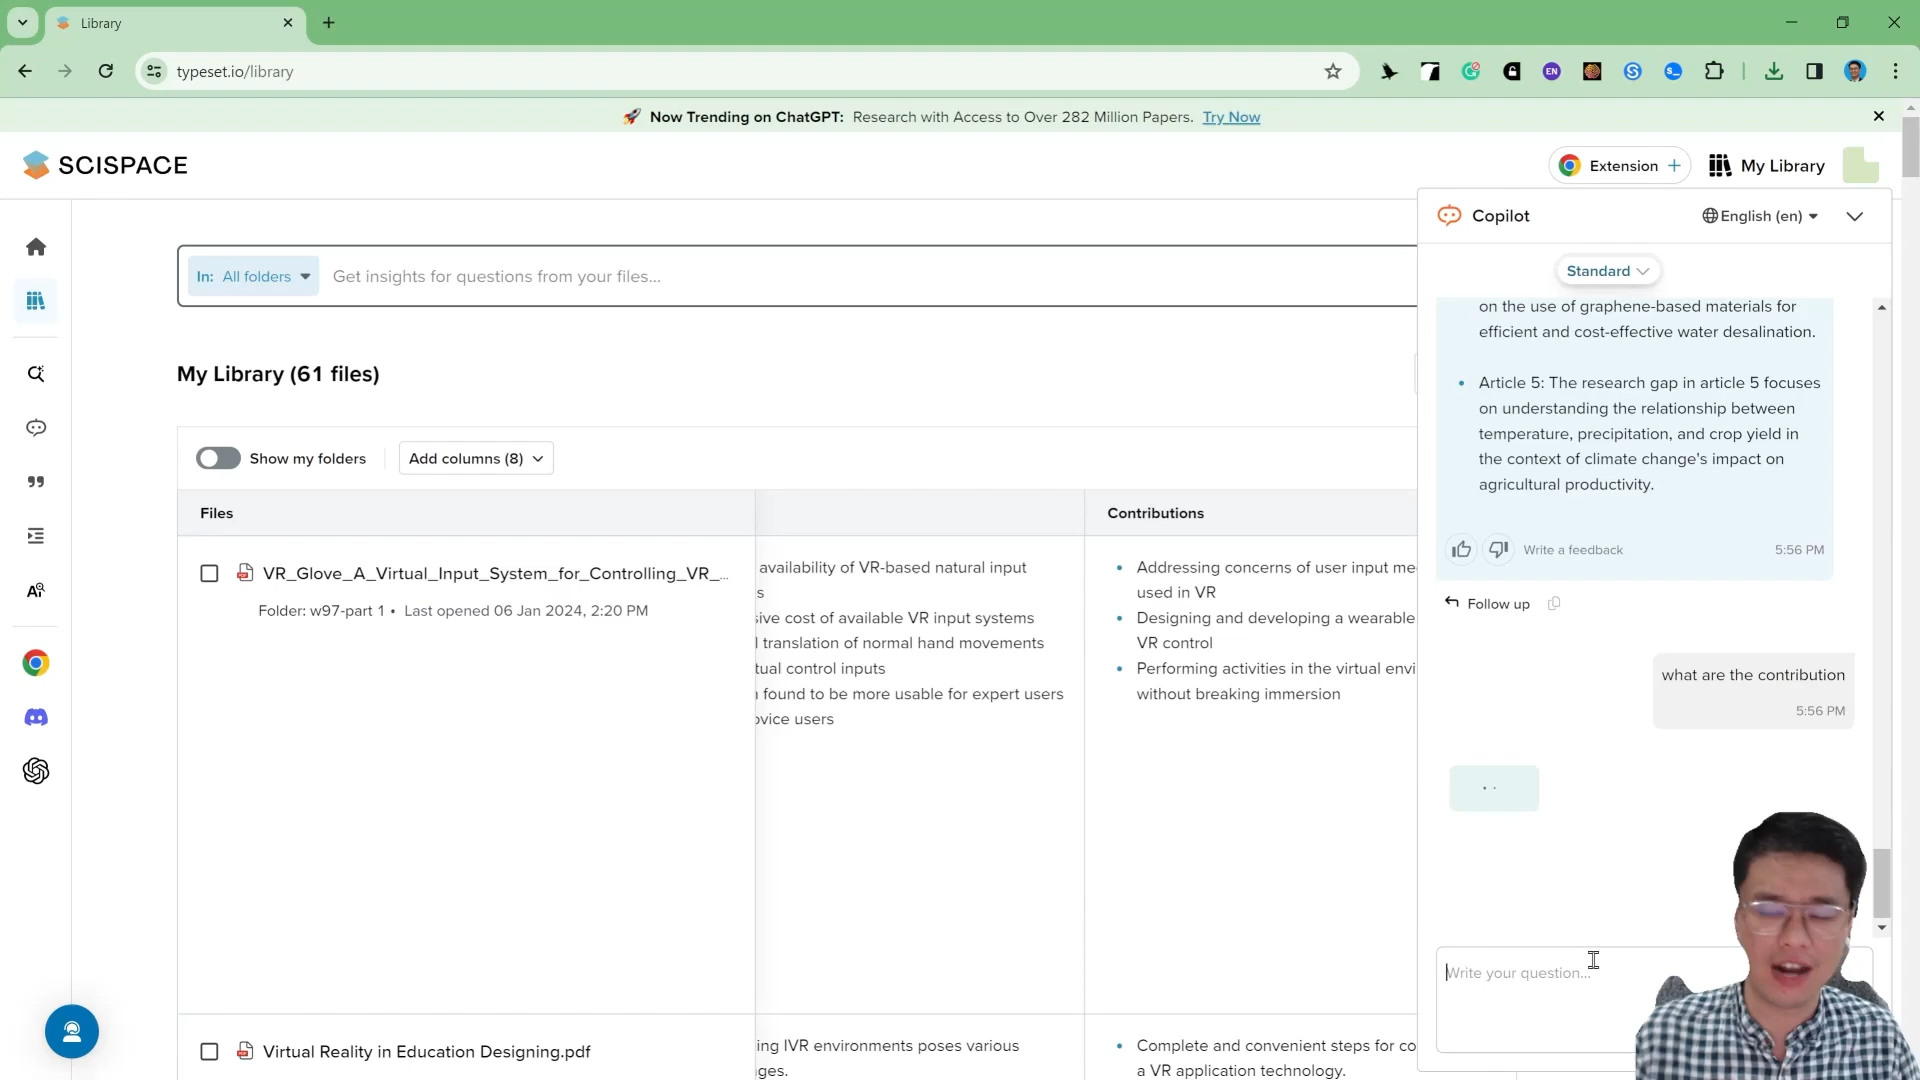 Library
typeset.io/library
EN
🚀 Now Trending on ChatGPT: Research with Access to Over 282 Million Papers. Try Now
SCISPACE
Extension +
My Library
Copilot
English (en)
Standard
In: All folders
Get insights for questions from your files...
My Library (61 files)
Show my folders
Add columns (8)
Files
Contributions
VR_Glove_A_Virtual_Input_System_for_Controlling_VR_...
Folder: w97-part 1 • Last opened 06 Jan 2024, 2:20 PM
availability of VR-based natural input
s
sive cost of available VR input systems
translation of normal hand movements
tual control inputs
found to be more usable for expert users
ovice users
• Addressing concerns of user input me
used in VR
• Designing and developing a wearable
VR control
• Performing activities in the virtual envi
without breaking immersion
Virtual Reality in Education Designing.pdf
ing IVR environments poses various
nges.
• Complete and convenient steps for co
a VR application technology.
on the use of graphene-based materials for
efficient and cost-effective water desalination.
• Article 5: The research gap in article 5 focuses
on understanding the relationship between
temperature, precipitation, and crop yield in
the context of climate change's impact on
agricultural productivity.
Write a feedback
5:56 PM
Follow up
what are the contribution
5:56 PM
Write your question...